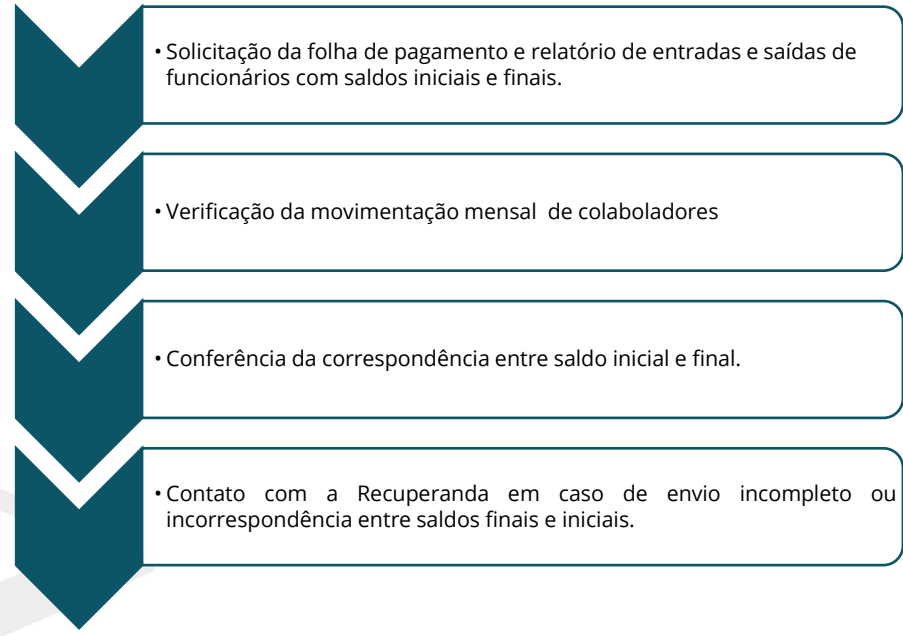 • Solicitação da folha de pagamento e relatório de entradas e saídas de
funcionários com saldos iniciais e finais.
• Verificação da movimentação mensal  de colaboladores
• Conferência da correspondência entre saldo inicial e final.
• Contato com a Recuperanda em caso de envio incompleto ou
incorrespondência entre saldos finais e iniciais.